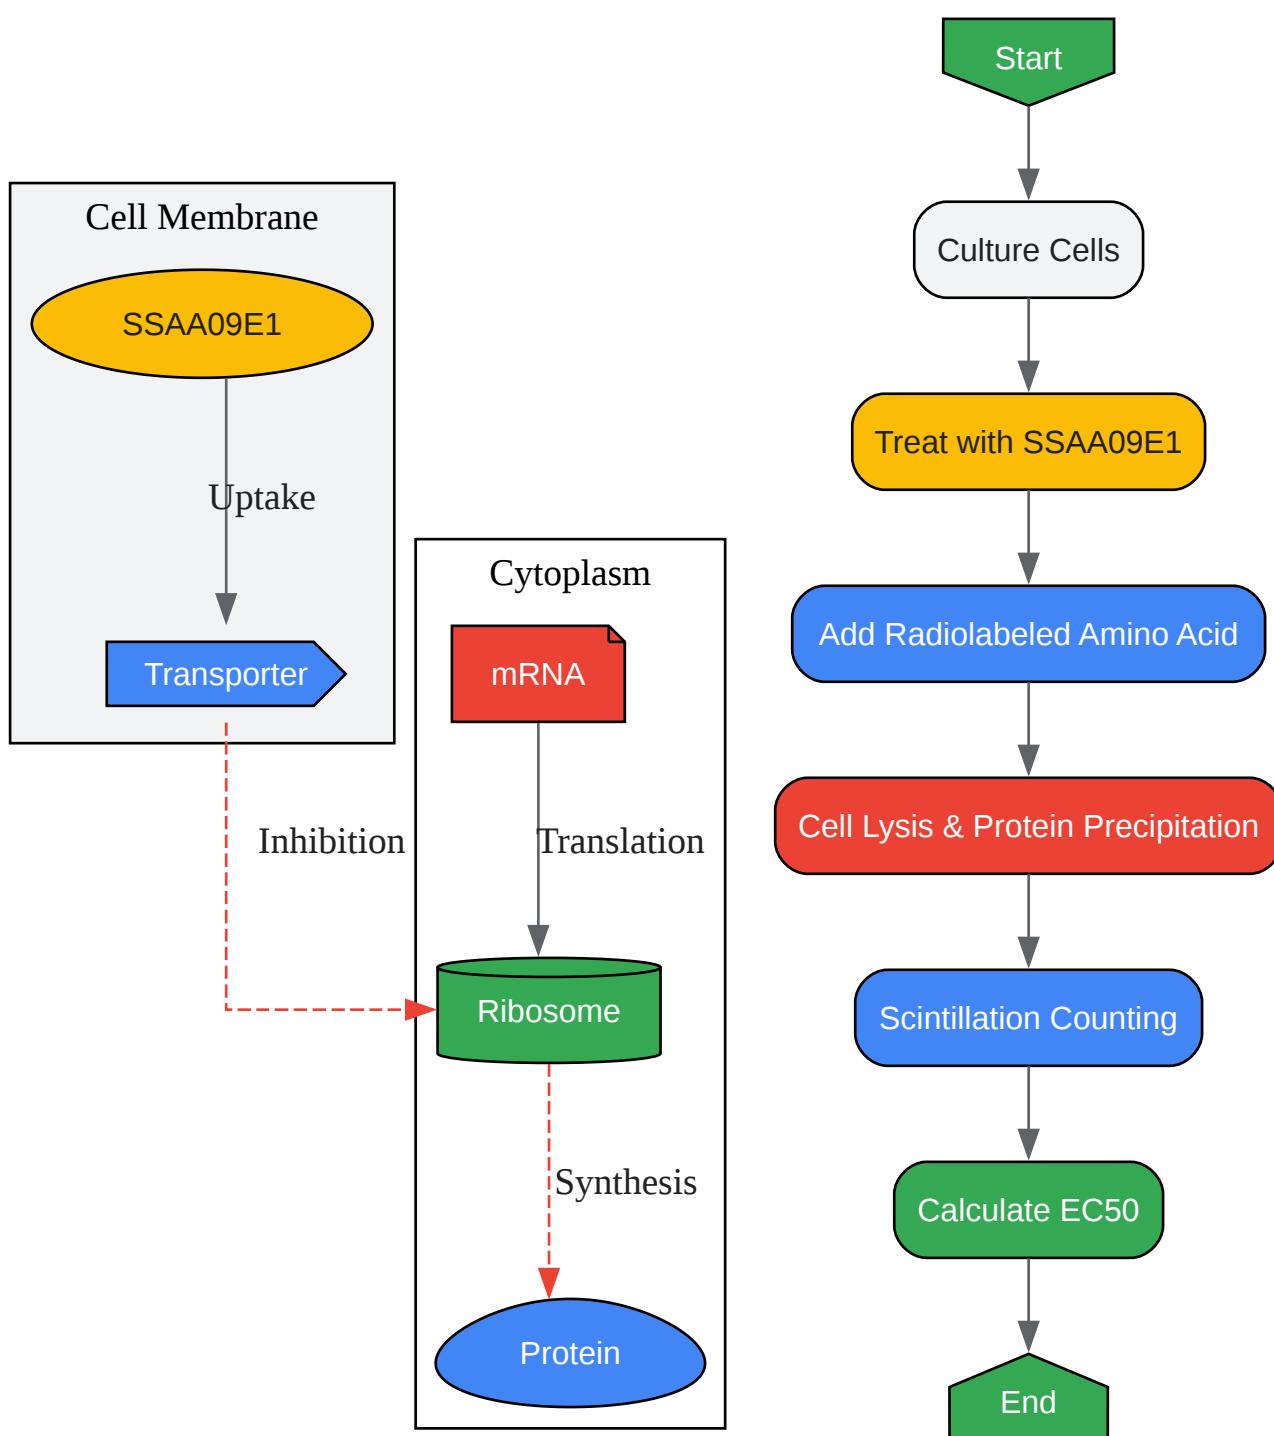 Cell Membrane
SSAA09E1
Uptake
Transporter
Inhibition
Cytoplasm
mRNA
Translation
Ribosome
Synthesis
Protein
Start
Culture Cells
Treat with SSAA09E1
Add Radiolabeled Amino Acid
Cell Lysis & Protein Precipitation
Scintillation Counting
Calculate EC50
End